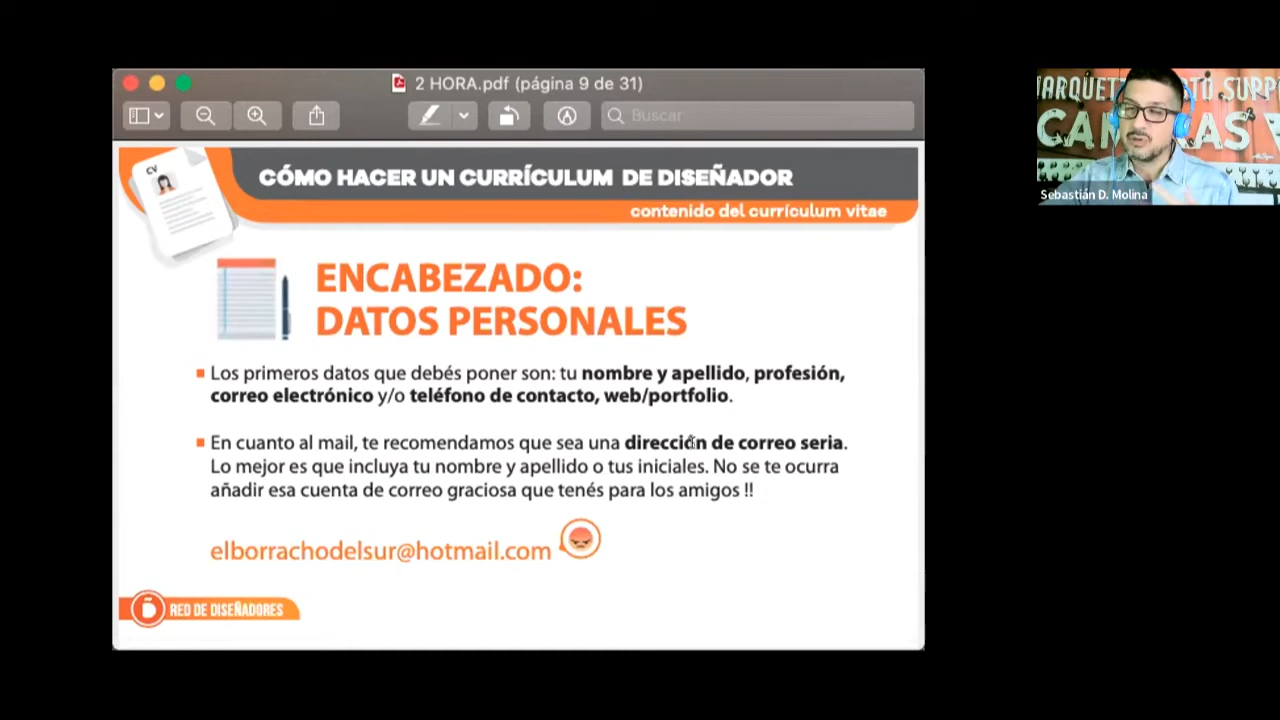 2 HORA.pdf (página 9 de 31)
Buscar
CV
CÓMO HACER UN CURRÍCULUM DE DISEÑADOR
contenido del currículum vitae
ENCABEZADO:
DATOS PERSONALES
Los primeros datos que debés poner son: tu nombre y apellido, profesión,
correo electrónico y/o teléfono de contacto, web/portfolio.
En cuanto al mail, te recomendamos que sea una dirección de correo seria.
Lo mejor es que incluya tu nombre y apellido o tus iniciales. No se te ocurra
añadir esa cuenta de correo graciosa que tenés para los amigos !!
elborrachodelsur@hotmail.com
RED DE DISEÑADORES
Sebastián D. Molina